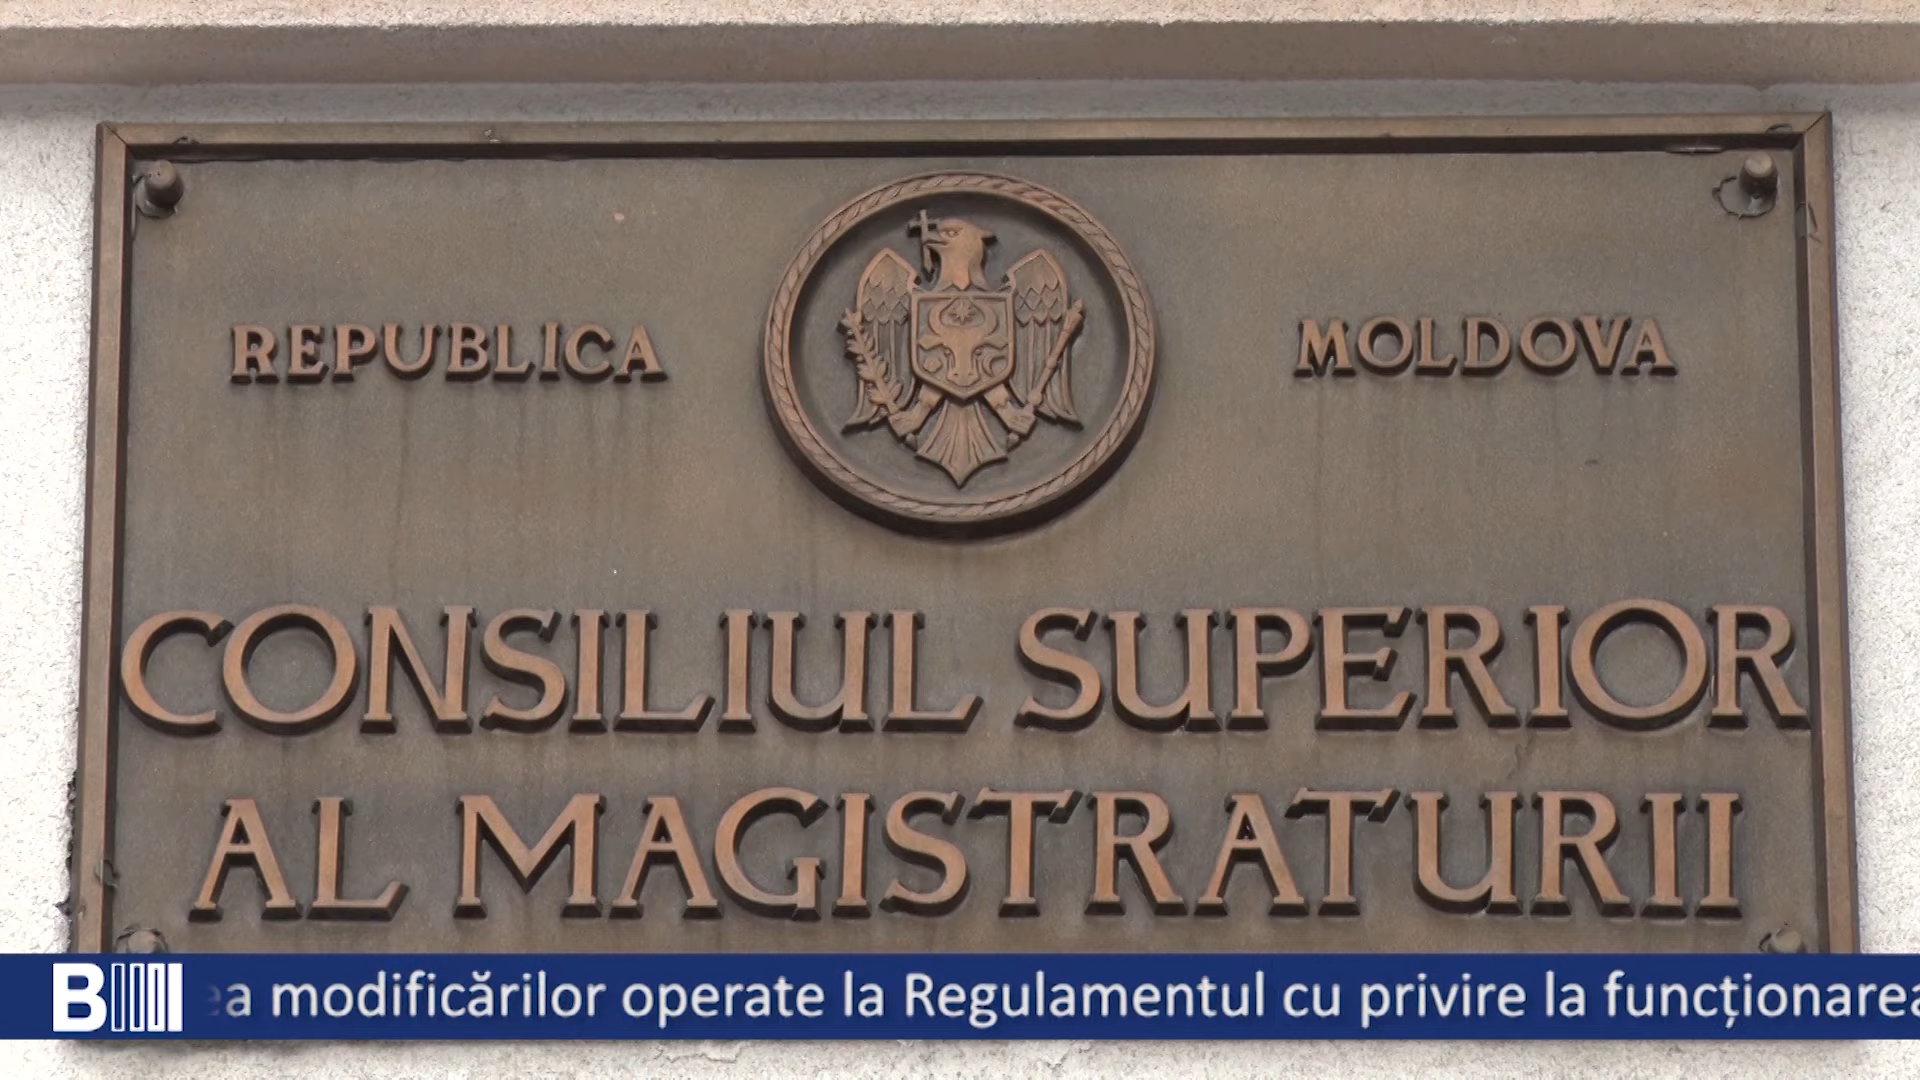 REPUBLICA MOLDOVA
CONSILIUL SUPERIOR
AL MAGISTRATURII
B modificărilor operate la Regulamentul cu privire la funcționarea